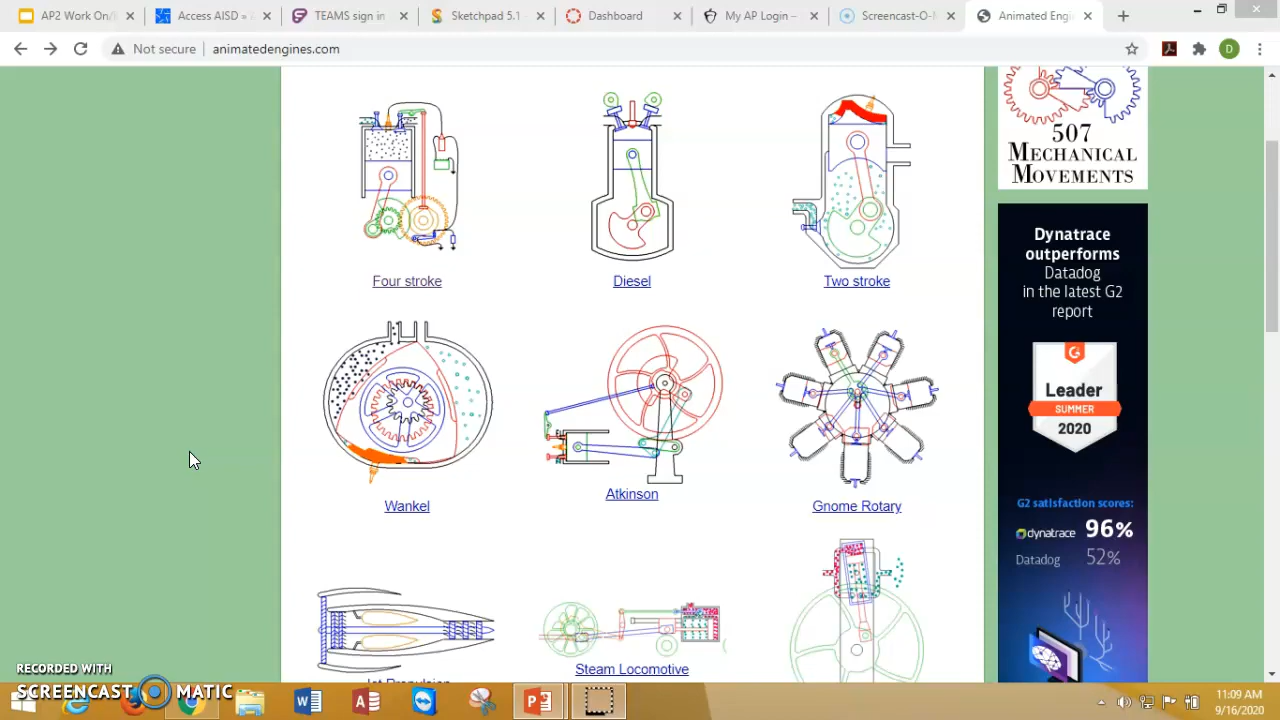 AP2 Work On/
Access AISD = A
TEAMS sign in
Sketchpad 5.1 -
Dashboard
My AP Login –
Screencast-O-M
Animated Engi
Not secure
animatedengines.com
D
507
MECHANICAL
MOVEMENTS
Four stroke
Diesel
Two stroke
Dynatrace
outperforms
Datadog
in the latest G2
report
Leader
SUMMER
2020
Wankel
Atkinson
Gnome Rotary
G2 satisfaction scores:
dynatrace 96%
Datadog 52%
Steam Locomotive
Jet Propulsion
RECORDED WITH
SCREENCAST MATIC
11:09 AM
9/16/2020